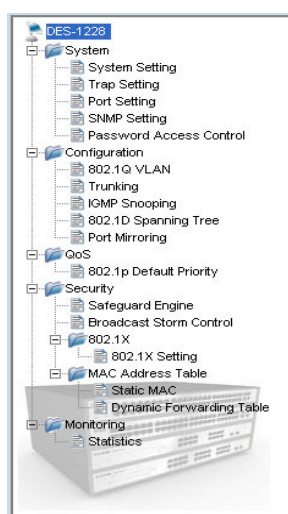 DES-1228
System
System Setting
Trap Setting
Port Setting
SNMP Setting
Password Access Control
Configuration
802.1Q VLAN
Trunking
IGMP Snooping
802.1D Spanning Tree
Port Mirroring
QoS
802.1p Default Priority
Security
Safeguard Engine
Broadcast Storm Control
802.1X
802.1X Setting
MAC Address Table
Static MAC
Dynamic Forwarding Table
Monitoring
Statistics